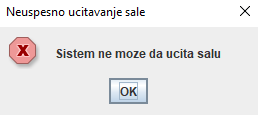 Neuspesno ucitavanje sale
Sistem ne moze da ucita salu
OK